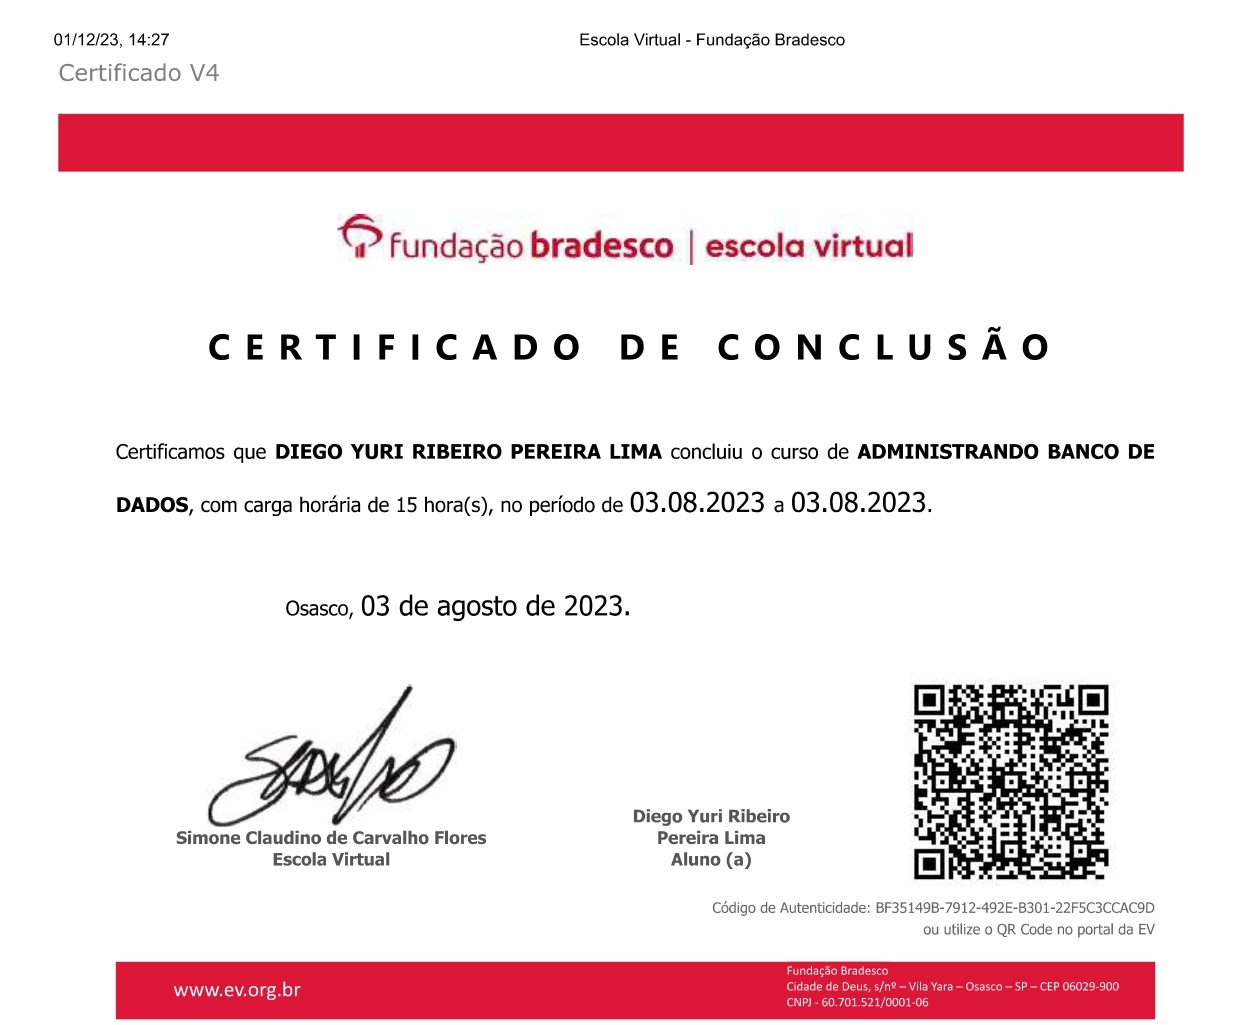 01/12/23, 14:27
Escola Virtual - Fundação Bradesco
Certificado V4
fundação bradesco | escola virtual
CERTIFICADO DE CONCLUSÃO
Certificamos que DIEGO YURI RIBEIRO PEREIRA LIMA concluiu o curso de ADMINISTRANDO BANCO DE
DADOS, com carga horária de 15 hora(s), no período de 03.08.2023 a 03.08.2023.
Osasco, 03 de agosto de 2023.
Simone Claudino de Carvalho Flores
Escola Virtual
Diego Yuri Ribeiro
Pereira Lima
Aluno (a)
Código de Autenticidade: BF35149B-7912-492E-B301-22F5C3CCAC9D
ou utilize o QR Code no portal da EV
www.ev.org.br
Fundação Bradesco
Cidade de Deus, s/nº – Vila Yara – Osasco – SP – CEP 06029-900
CNPJ - 60.701.521/0001-06